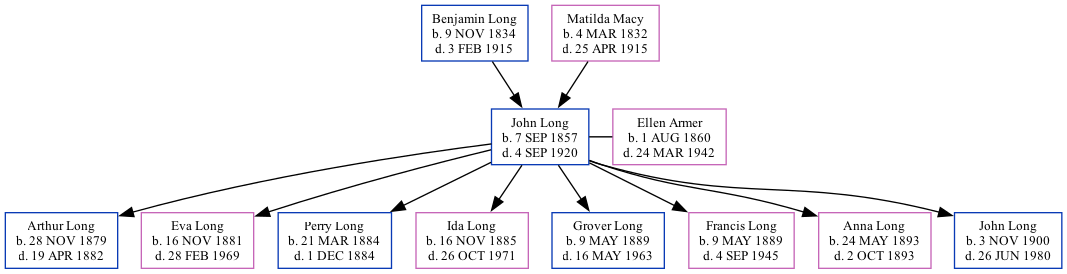 Benjamin Long
b. 9 NOV 1834
d. 3 FEB 1915
Matilda Macy
b. 4 MAR 1832
d. 25 APR 1915
John Long
b. 7 SEP 1857
d. 4 SEP 1920
Ellen Armer
b. 1 AUG 1860
d. 24 MAR 1942
Arthur Long
b. 28 NOV 1879
d. 19 APR 1882
Eva Long
b. 16 NOV 1881
d. 28 FEB 1969
Perry Long
b. 21 MAR 1884
d. 1 DEC 1884
Ida Long
b. 16 NOV 1885
d. 26 OCT 1971
Grover Long
b. 9 MAY 1889
d. 16 MAY 1963
Francis Long
b. 9 MAY 1889
d. 4 SEP 1945
Anna Long
b. 24 MAY 1893
d. 2 OCT 1893
John Long
b. 3 NOV 1900
d. 26 JUN 1980